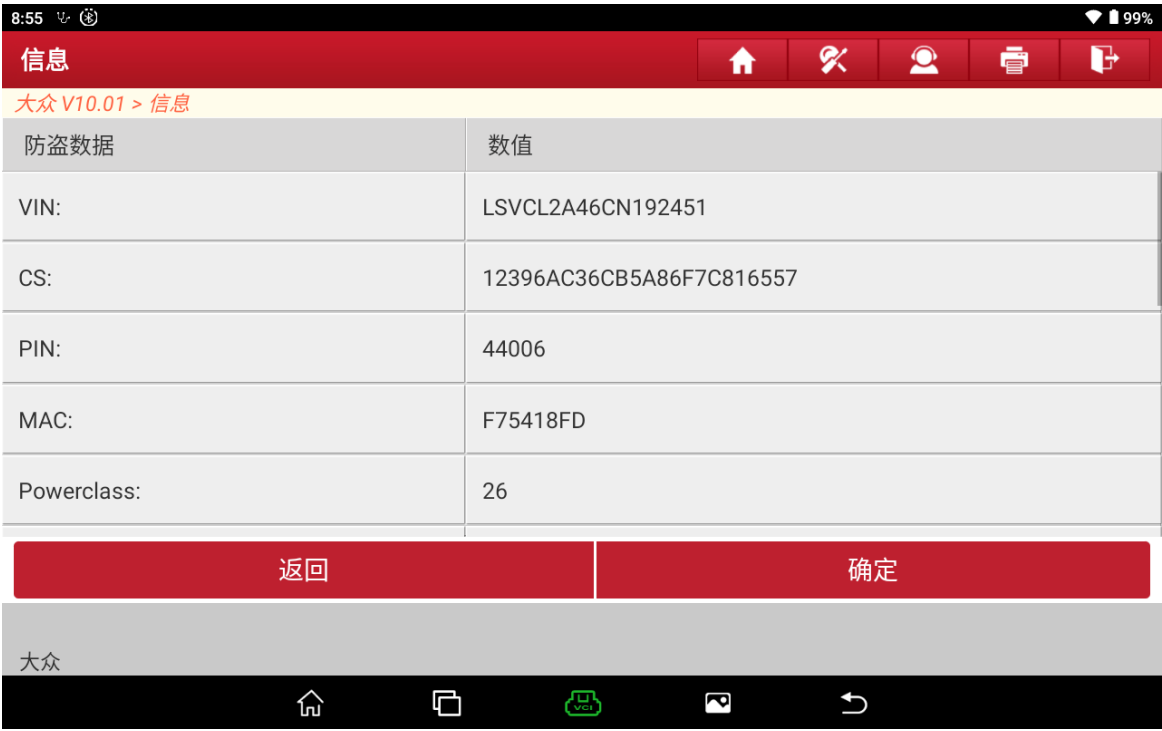 8:55 99%
信息
大众 V10.01 > 信息
防盗数据 数值
VIN: LSVCL2A46CN192451
CS: 12396AC36CB5A86F7C816557
PIN: 44006
MAC: F75418FD
Powerclass: 26
返回 确定
大众
VCI